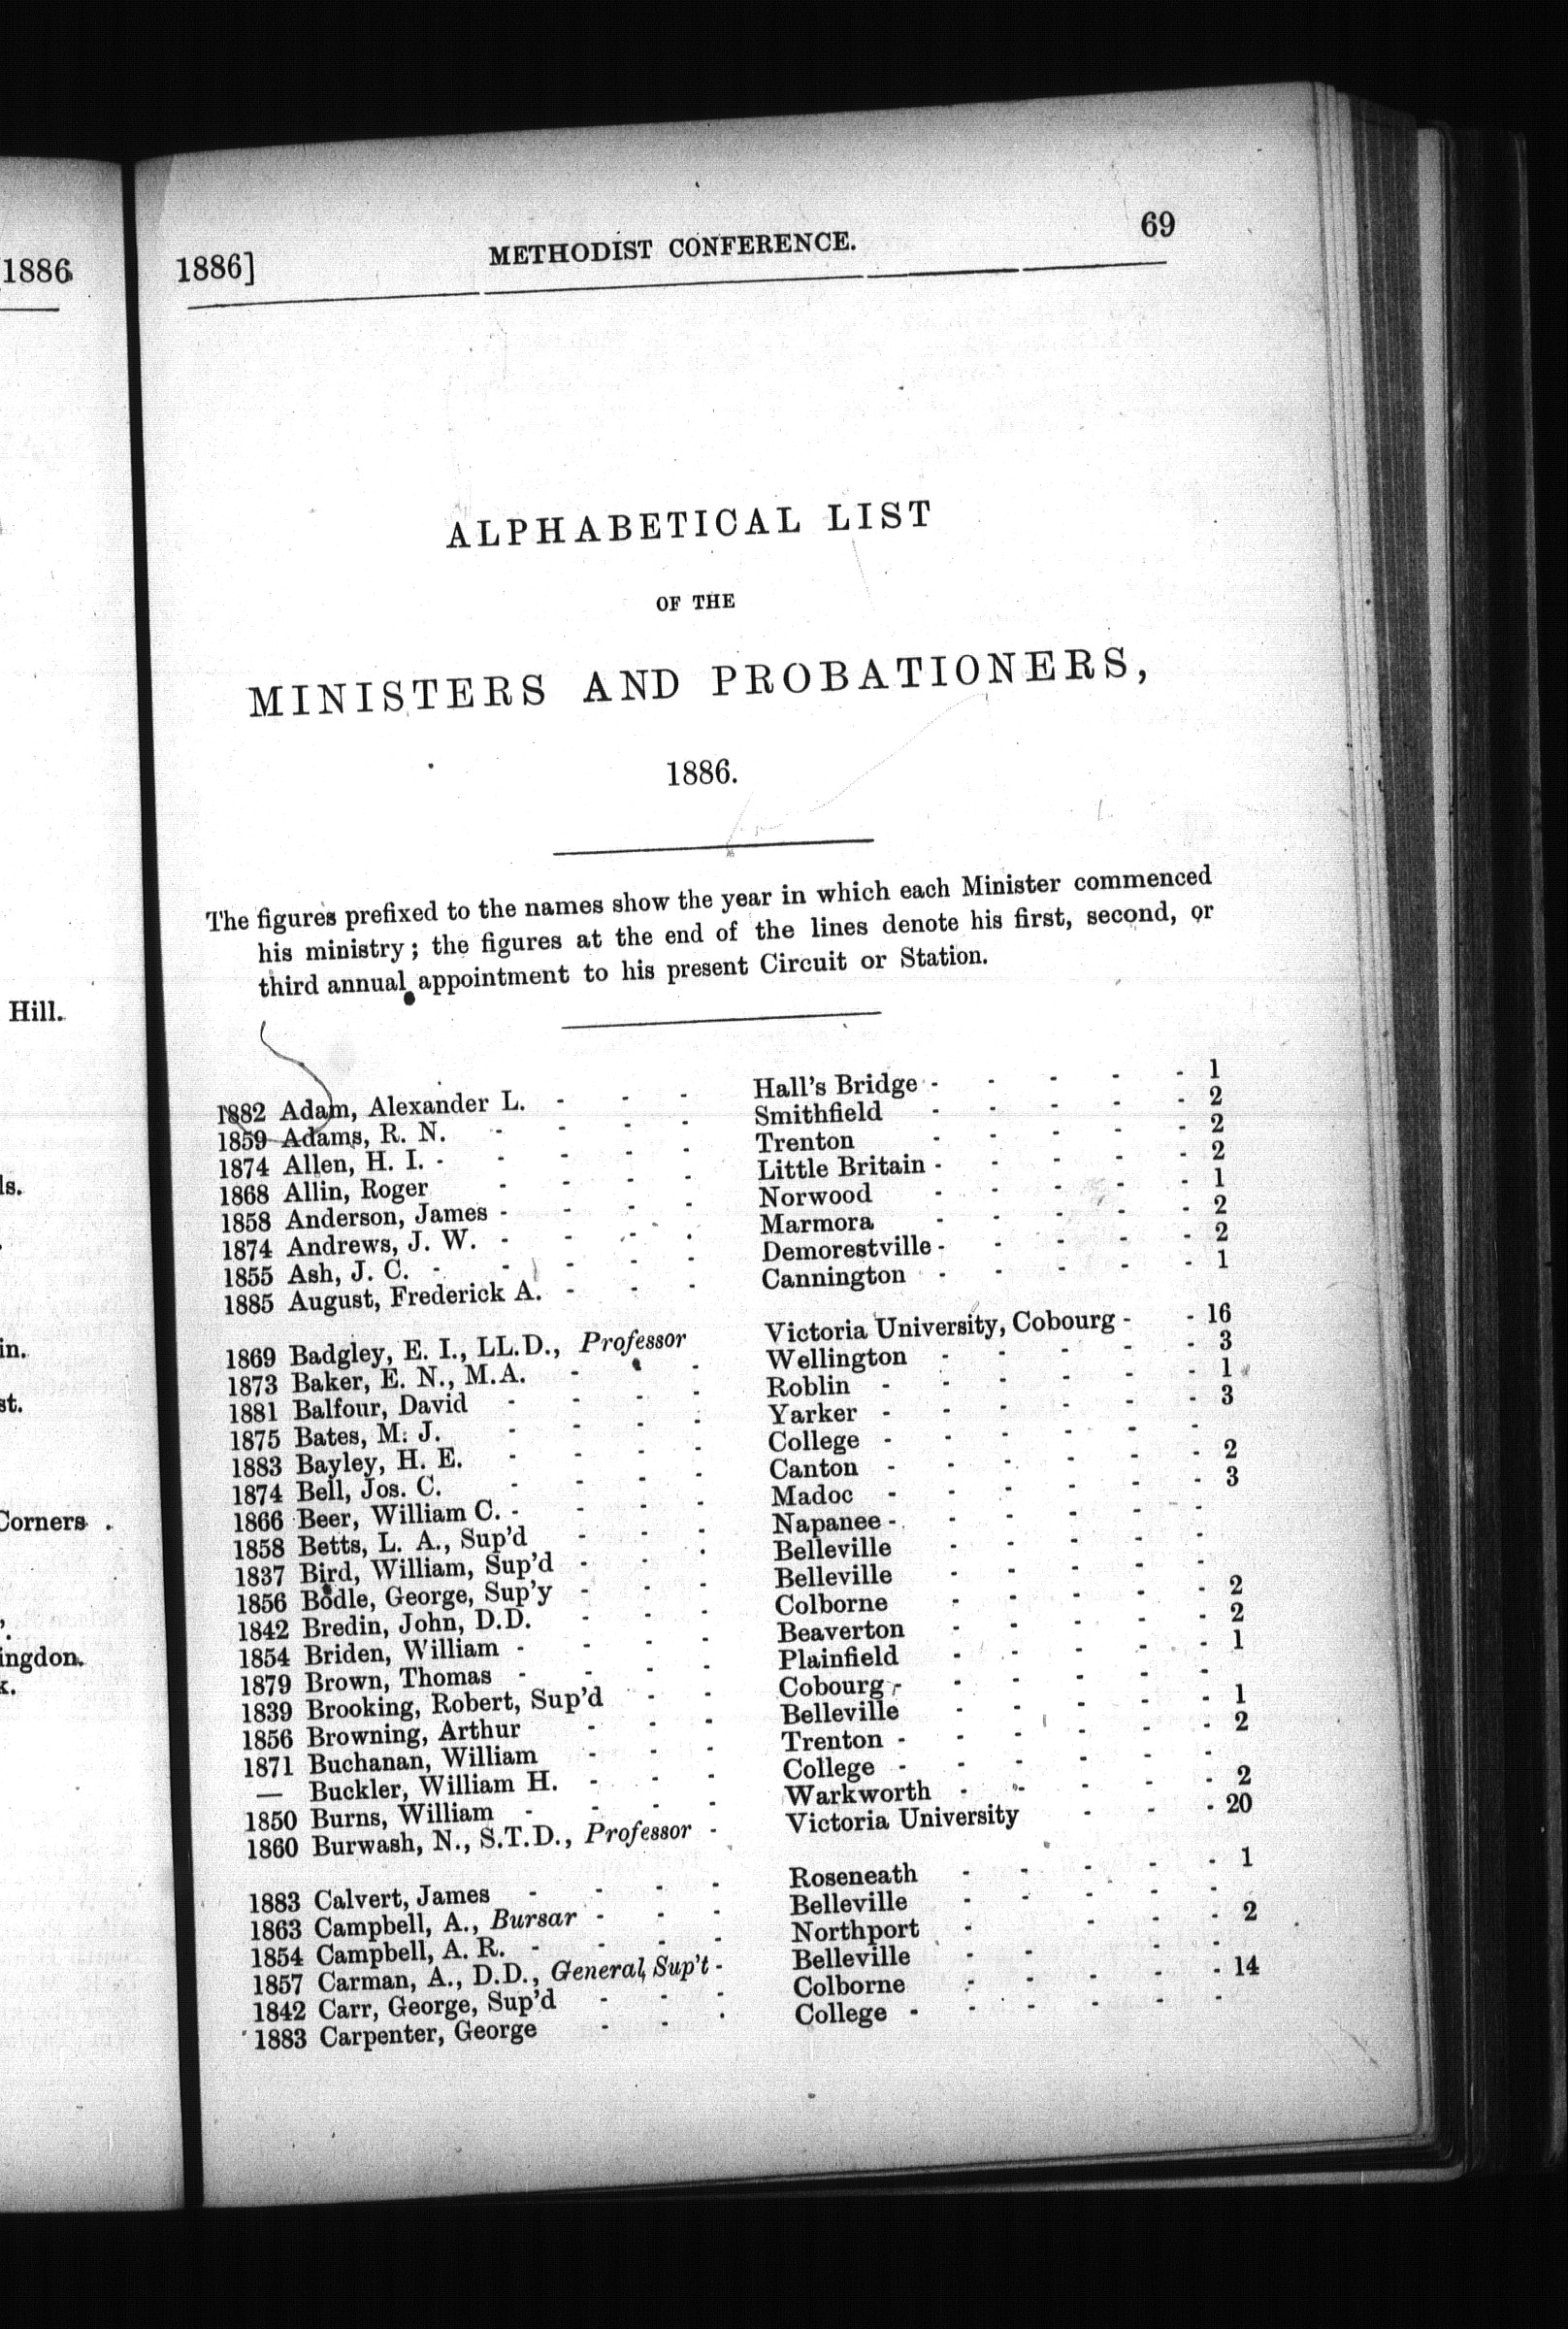 1886
Hill.
ls.
in.
st.
Corners .
ingdon.
1886] METHODIST CONFERENCE. 69
ALPHABETICAL LIST
OF THE
MINISTERS AND PROBATIONERS,
1886.
The figures prefixed to the names show the year in which each Minister commenced
his ministry; the figures at the end of the lines denote his first, second, or
third annual appointment to his present Circuit or Station.
1882 Adam, Alexander L. - - - Hall's Bridge - - - - - 1
1859 Adams, R. N. - - - - Smithfield - - - - - 2
1874 Allen, H. I. - - - - - Trenton - - - - - 2
1868 Allin, Roger - - - - Little Britain - - - - - 2
1858 Anderson, James - - - - Norwood - - - - - 1
1874 Andrews, J. W. - - - - Marmora - - - - - 2
1855 Ash, J. C. - - - - - Demorestville - - - - - 2
1885 August, Frederick A. - - - Cannington - - - - - 1
1869 Badgley, E. I., LL.D., Professor Victoria University, Cobourg - - 16
1873 Baker, E. N., M.A. - - - Wellington - - - - - 3
1881 Balfour, David - - - - Roblin - - - - - - 1
1875 Bates, M. J. - - - - Yarker - - - - - - 3
1883 Bayley, H. E. - - - - College - - - - - -
1874 Bell, Jos. C. - - - - Canton - - - - - - 2
1866 Beer, William C. - - - - Madoc - - - - - - 3
1858 Betts, L. A., Sup'd - - - Napanee - - - - - -
1837 Bird, William, Sup'd - - - Belleville - - - - -
1856 Bodle, George, Sup'y - - - Belleville - - - - -
1842 Bredin, John, D.D. - - - Colborne - - - - - 2
1854 Briden, William - - - - Beaverton - - - - - 2
1879 Brown, Thomas - - - - Plainfield - - - - - 1
1839 Brooking, Robert, Sup'd - - Cobourg - - - - - -
1856 Browning, Arthur - - - Belleville - - - - - 1
1871 Buchanan, William - - - Trenton - - - - - - 2
— Buckler, William H. - - - College - - - - - -
1850 Burns, William - - - - Warkworth - - - - - - 2
1860 Burwash, N., S.T.D., Professor - Victoria University - - - 20
1883 Calvert, James - - - - Roseneath - - - - - 1
1863 Campbell, A., Bursar - - - Belleville - - - - -
1854 Campbell, A. R. - - - - Northport - - - - 2
1857 Carman, A., D.D., General Sup't - Belleville - - - -
1842 Carr, George, Sup'd - - - Colborne - - - - - 14
1883 Carpenter, George - - - College - - - - - -